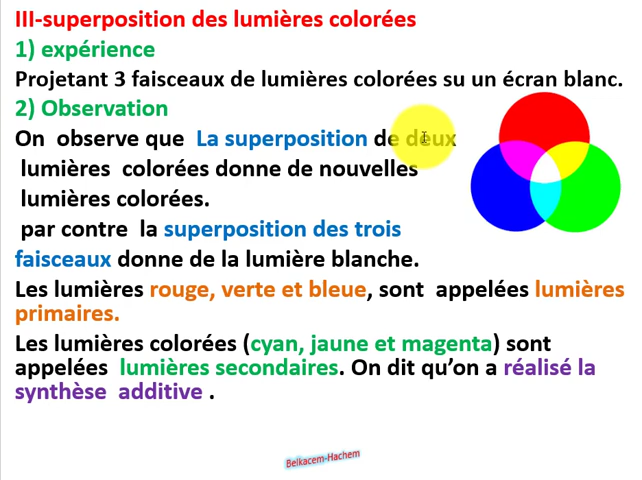 III-superposition des lumières colorées
1) expérience
Projetant 3 faisceaux de lumières colorées su un écran blanc.
2) Observation
On observe que La superposition de deux
lumières colorées donne de nouvelles
lumières colorées.
par contre la superposition des trois
faisceaux donne de la lumière blanche.
Les lumières rouge, verte et bleue, sont appelées lumières
primaires.
Les lumières colorées (cyan, jaune et magenta) sont
appelées lumières secondaires. On dit qu’on a réalisé la
synthèse additive .
Belkacem-Hachem